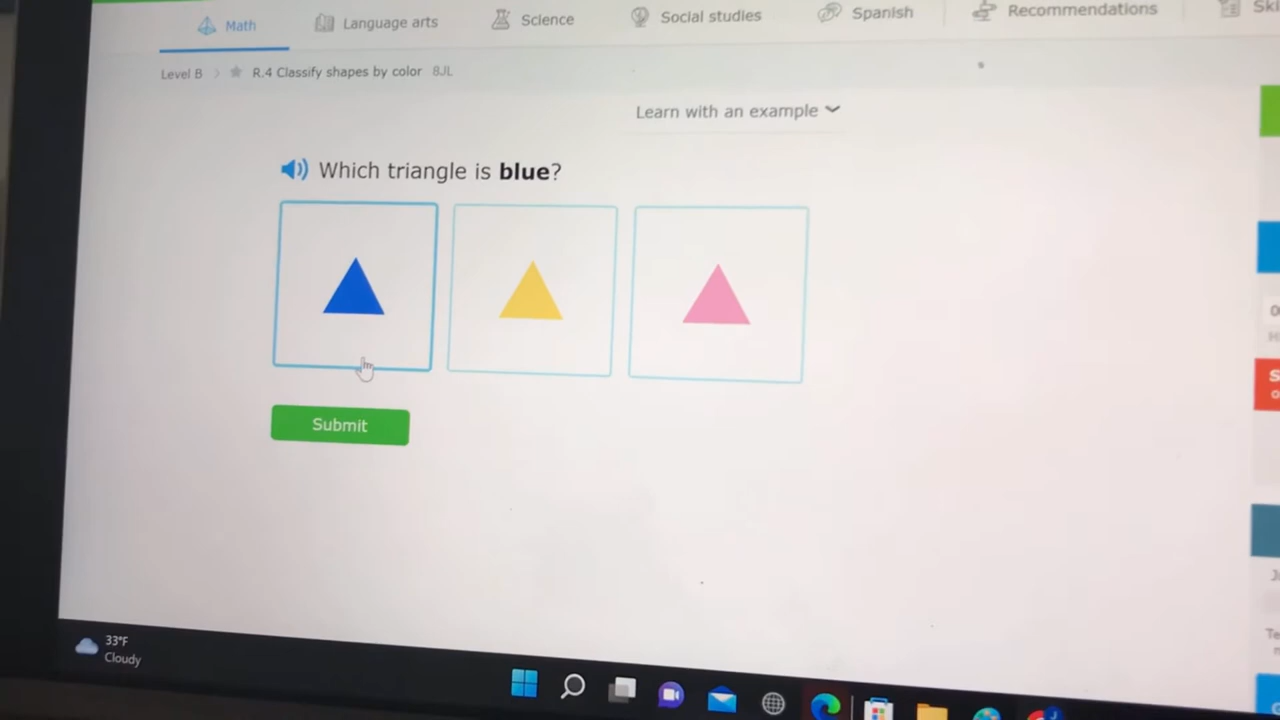 Math Language arts Science Social studies Spanish Recommendations
Level B > R.4 Classify shapes by color 8JL
Learn with an example
Which triangle is blue?
Submit
33°F
Cloudy